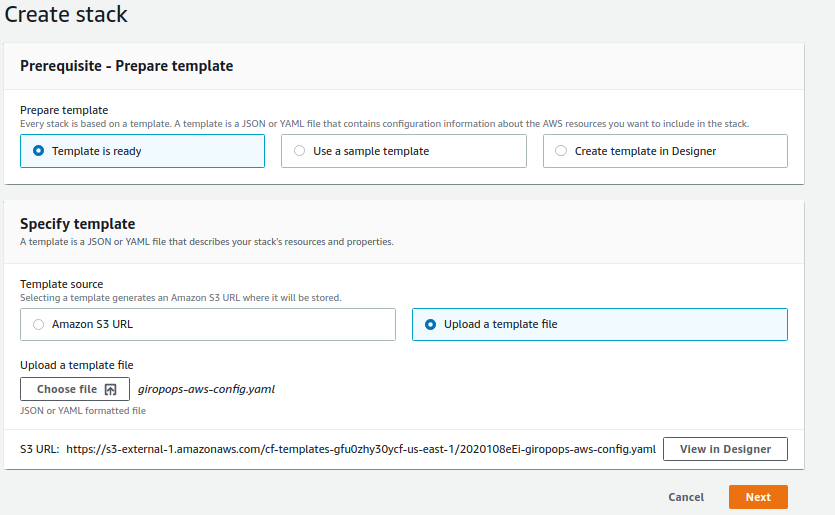 Create stack
Prerequisite - Prepare template
Prepare template
Every stack is based on a template. A template is a JSON or YAML file that contains configuration information about the AWS resources you want to include in the stack.
Template is ready
Use a sample template
Create template in Designer
Specify template
A template is a JSON or YAML file that describes your stack's resources and properties.
Template source
Selecting a template generates an Amazon S3 URL where it will be stored.
Amazon S3 URL
Upload a template file
Upload a template file
Choose file
giropops-aws-config.yaml
JSON or YAML formatted file
S3 URL: https://s3-external-1.amazonaws.com/cf-templates-gfu0zhy30ycf-us-east-1/2020108eEi-giropops-aws-config.yaml
View in Designer
Cancel
Next